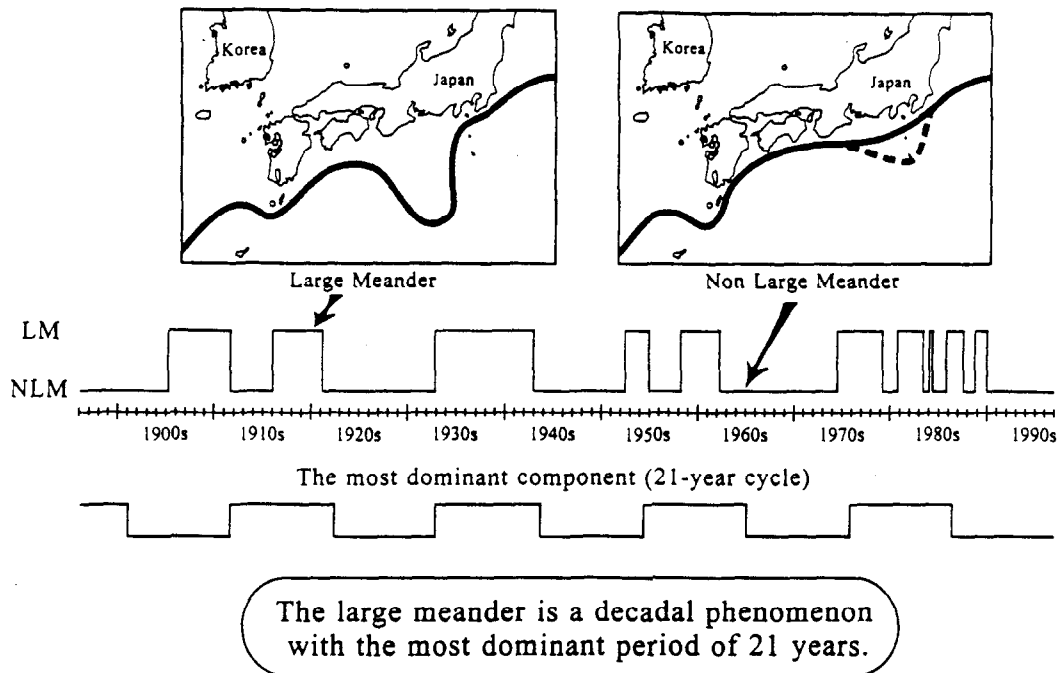 Korea
Japan
Korea
Japan
Large Meander
Non Large Meander
LM
NLM
1900s 1910s 1920s 1930s 1940s 1950s 1960s 1970s 1980s 1990s
The most dominant component (21-year cycle)
The large meander is a decadal phenomenon
with the most dominant period of 21 years.